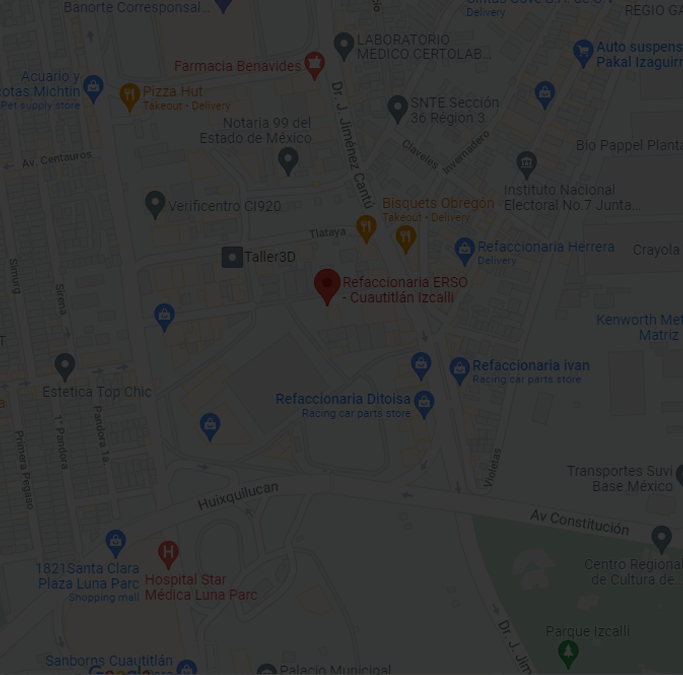 Banorte Corresponsal...
Delivery
LABORATORIO
MEDICO CERTOLAB...
Auto suspens
Pakal Izaguirr
Farmacia Benavides
Acuario y
cotas Michtin
Pet supply store
Pizza Hut
Takeout • Delivery
SNTE Sección
36 Región 3
Notaria 99 del
Estado de México
Dr. J. Jiménez Cantú
Claveles
Invernadero
Bio Pappel Planta
Av. Centauros
Instituto Nacional
Electoral No.7 Junta...
Verificentro CI920
Bisquets Obregón
Takeout • Delivery
Tlataya
Refaccionaria Herrera
Delivery
Crayola
Taller3D
Simurg
Sirena
Refaccionaria ERSO
- Cuautitlán Izcalli
Kenworth Met
Matriz
Refaccionaria ivan
Racing car parts store
Estetica Top Chic
Refaccionaria Ditoisa
Racing car parts store
Primera Pegaso
1ª Pandora
Pandora 1a
Violetas
Transportes Suvi
Base México
Huixquilucan
Av Constitución
1821Santa Clara
Plaza Luna Parc
Shopping mall
Hospital Star
Médica Luna Parc
Centro Regional
de Cultura de...
Parque Izcalli
Dr. J. Jim
Sanborns Cuautitlán
Google
Palacio Municipal